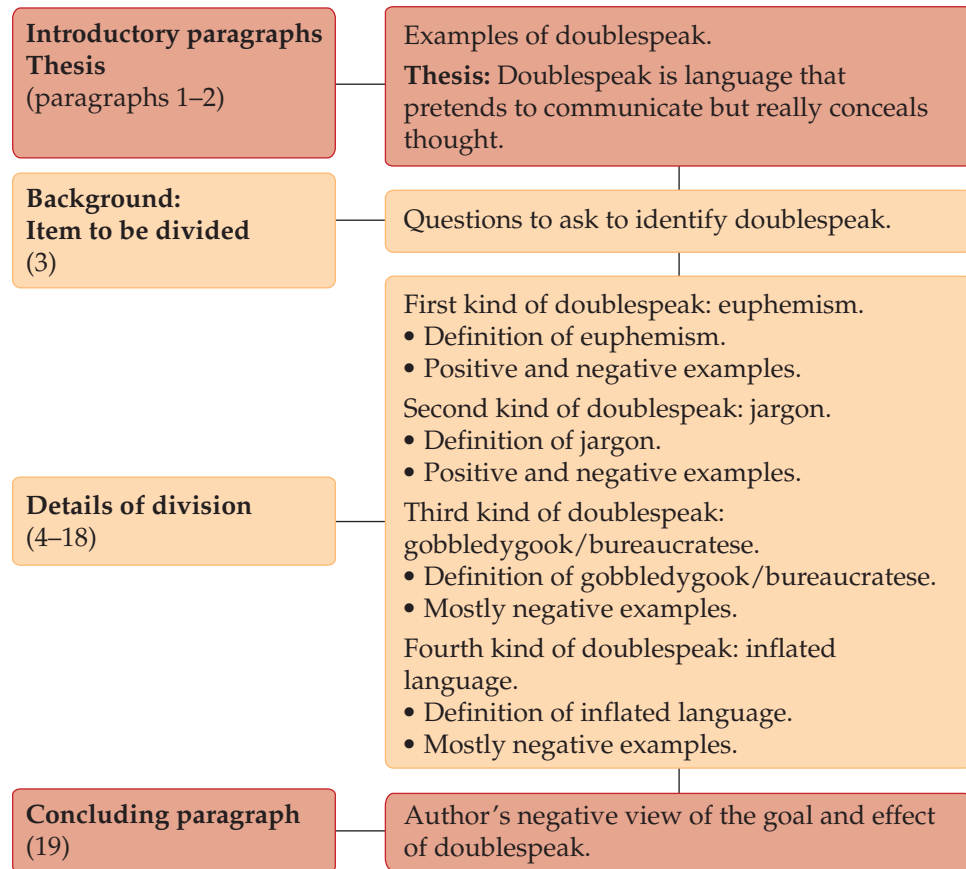 Introductory paragraphs
Thesis
(paragraphs 1–2)
Examples of doublespeak.
Thesis: Doublespeak is language that
pretends to communicate but really conceals
thought.
Background:
Item to be divided
(3)
Questions to ask to identify doublespeak.
Details of division
(4–18)
First kind of doublespeak: euphemism.
• Definition of euphemism.
• Positive and negative examples.
Second kind of doublespeak: jargon.
• Definition of jargon.
• Positive and negative examples.
Third kind of doublespeak:
gobbledygook/bureaucratese.
• Definition of gobbledygook/bureaucratese.
• Mostly negative examples.
Fourth kind of doublespeak: inflated
language.
• Definition of inflated language.
• Mostly negative examples.
Concluding paragraph
(19)
Author's negative view of the goal and effect
of doublespeak.